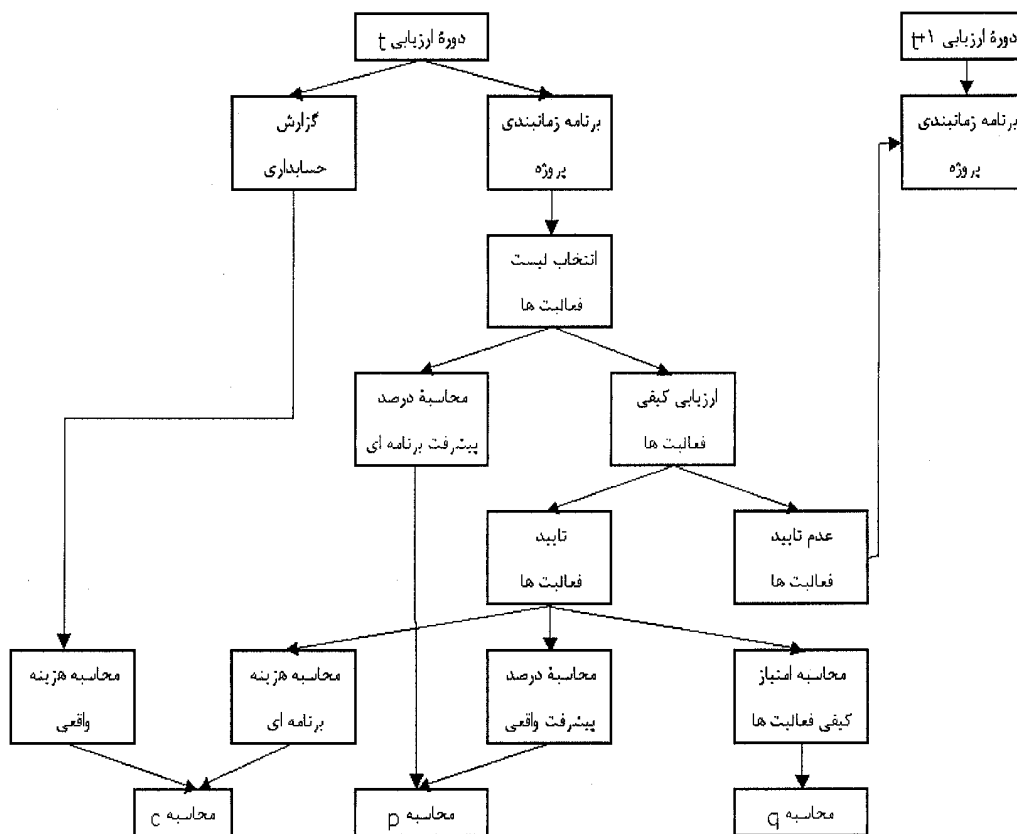 دورهٔ ارزیابی t
دورهٔ ارزیابی t+۱
گزارش
حسابداری
برنامه زمانبندی
پروژه
برنامه زمانبندی
پروژه
انتخاب لیست
فعالیت ها
محاسبهٔ درصد
پیشرفت برنامه ای
ارزیابی کیفی
فعالیت ها
تایید
فعالیت ها
عدم تایید
فعالیت ها
محاسبه هزینه
واقعی
محاسبه هزینه
برنامه ای
محاسبهٔ درصد
پیشرفت واقعی
محاسبه امتیاز
کیفی فعالیت ها
محاسبه c
محاسبه p
محاسبه q